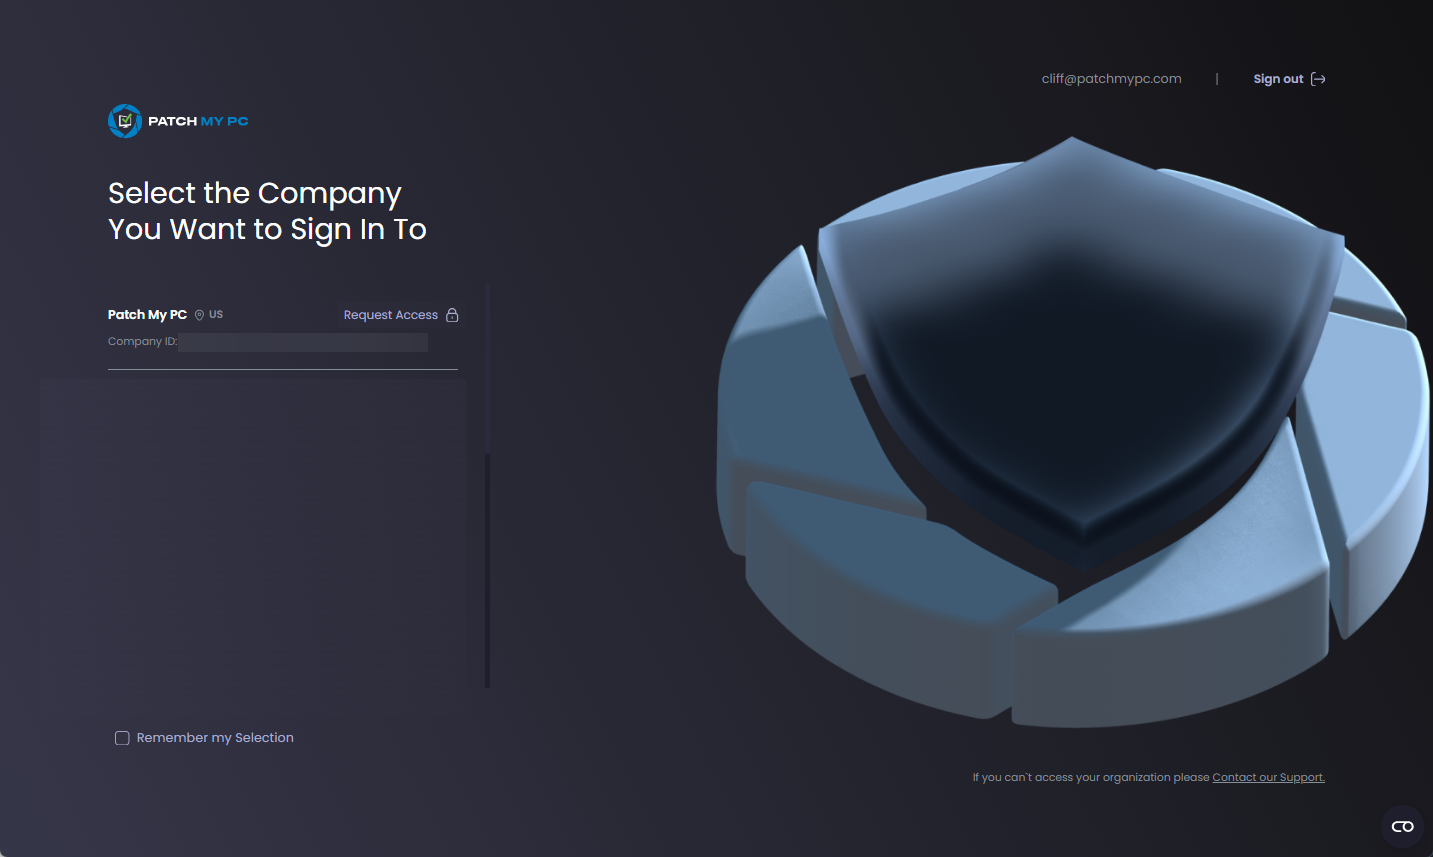 cliff@patchmypc.com | Sign out
PATCH MY PC
Select the Company
You Want to Sign In To
Patch My PC US Request Access
Company ID:
Remember my Selection
If you can`t access your organization please Contact our Support.